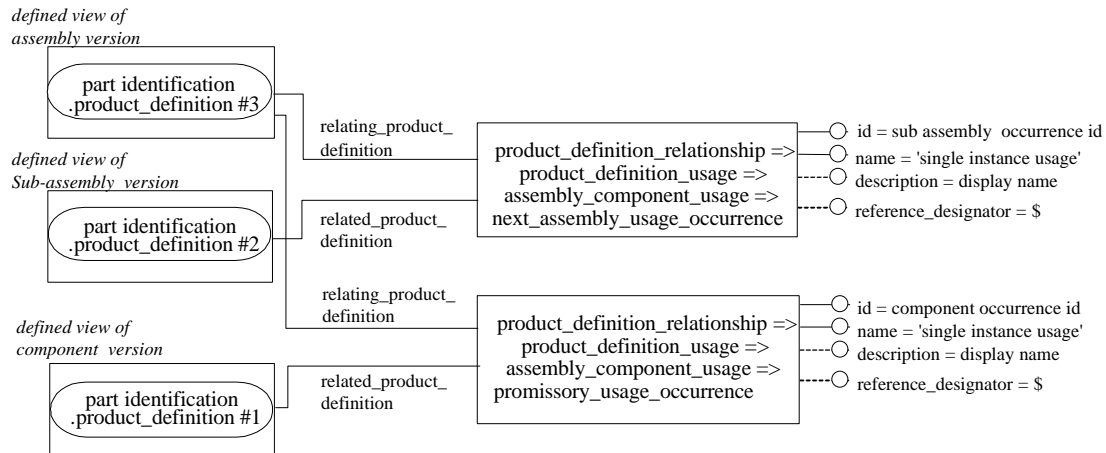 defined view of
assembly version
part identification
.product_definition #3
defined view of
Sub-assembly version
part identification
.product_definition #2
defined view of
component version
part identification
.product_definition #1
relating_product_
definition
related_product_
definition
relating_product_
definition
related_product_
definition
product_definition_relationship =>
product_definition_usage =>
assembly_component_usage =>
next_assembly_usage_occurrence
id = sub assembly occurrence id
name = 'single instance usage'
description = display name
reference_designator = $
product_definition_relationship =>
product_definition_usage =>
assembly_component_usage =>
promissory_usage_occurrence
id = component occurrence id
name = 'single instance usage'
description = display name
reference_designator = $